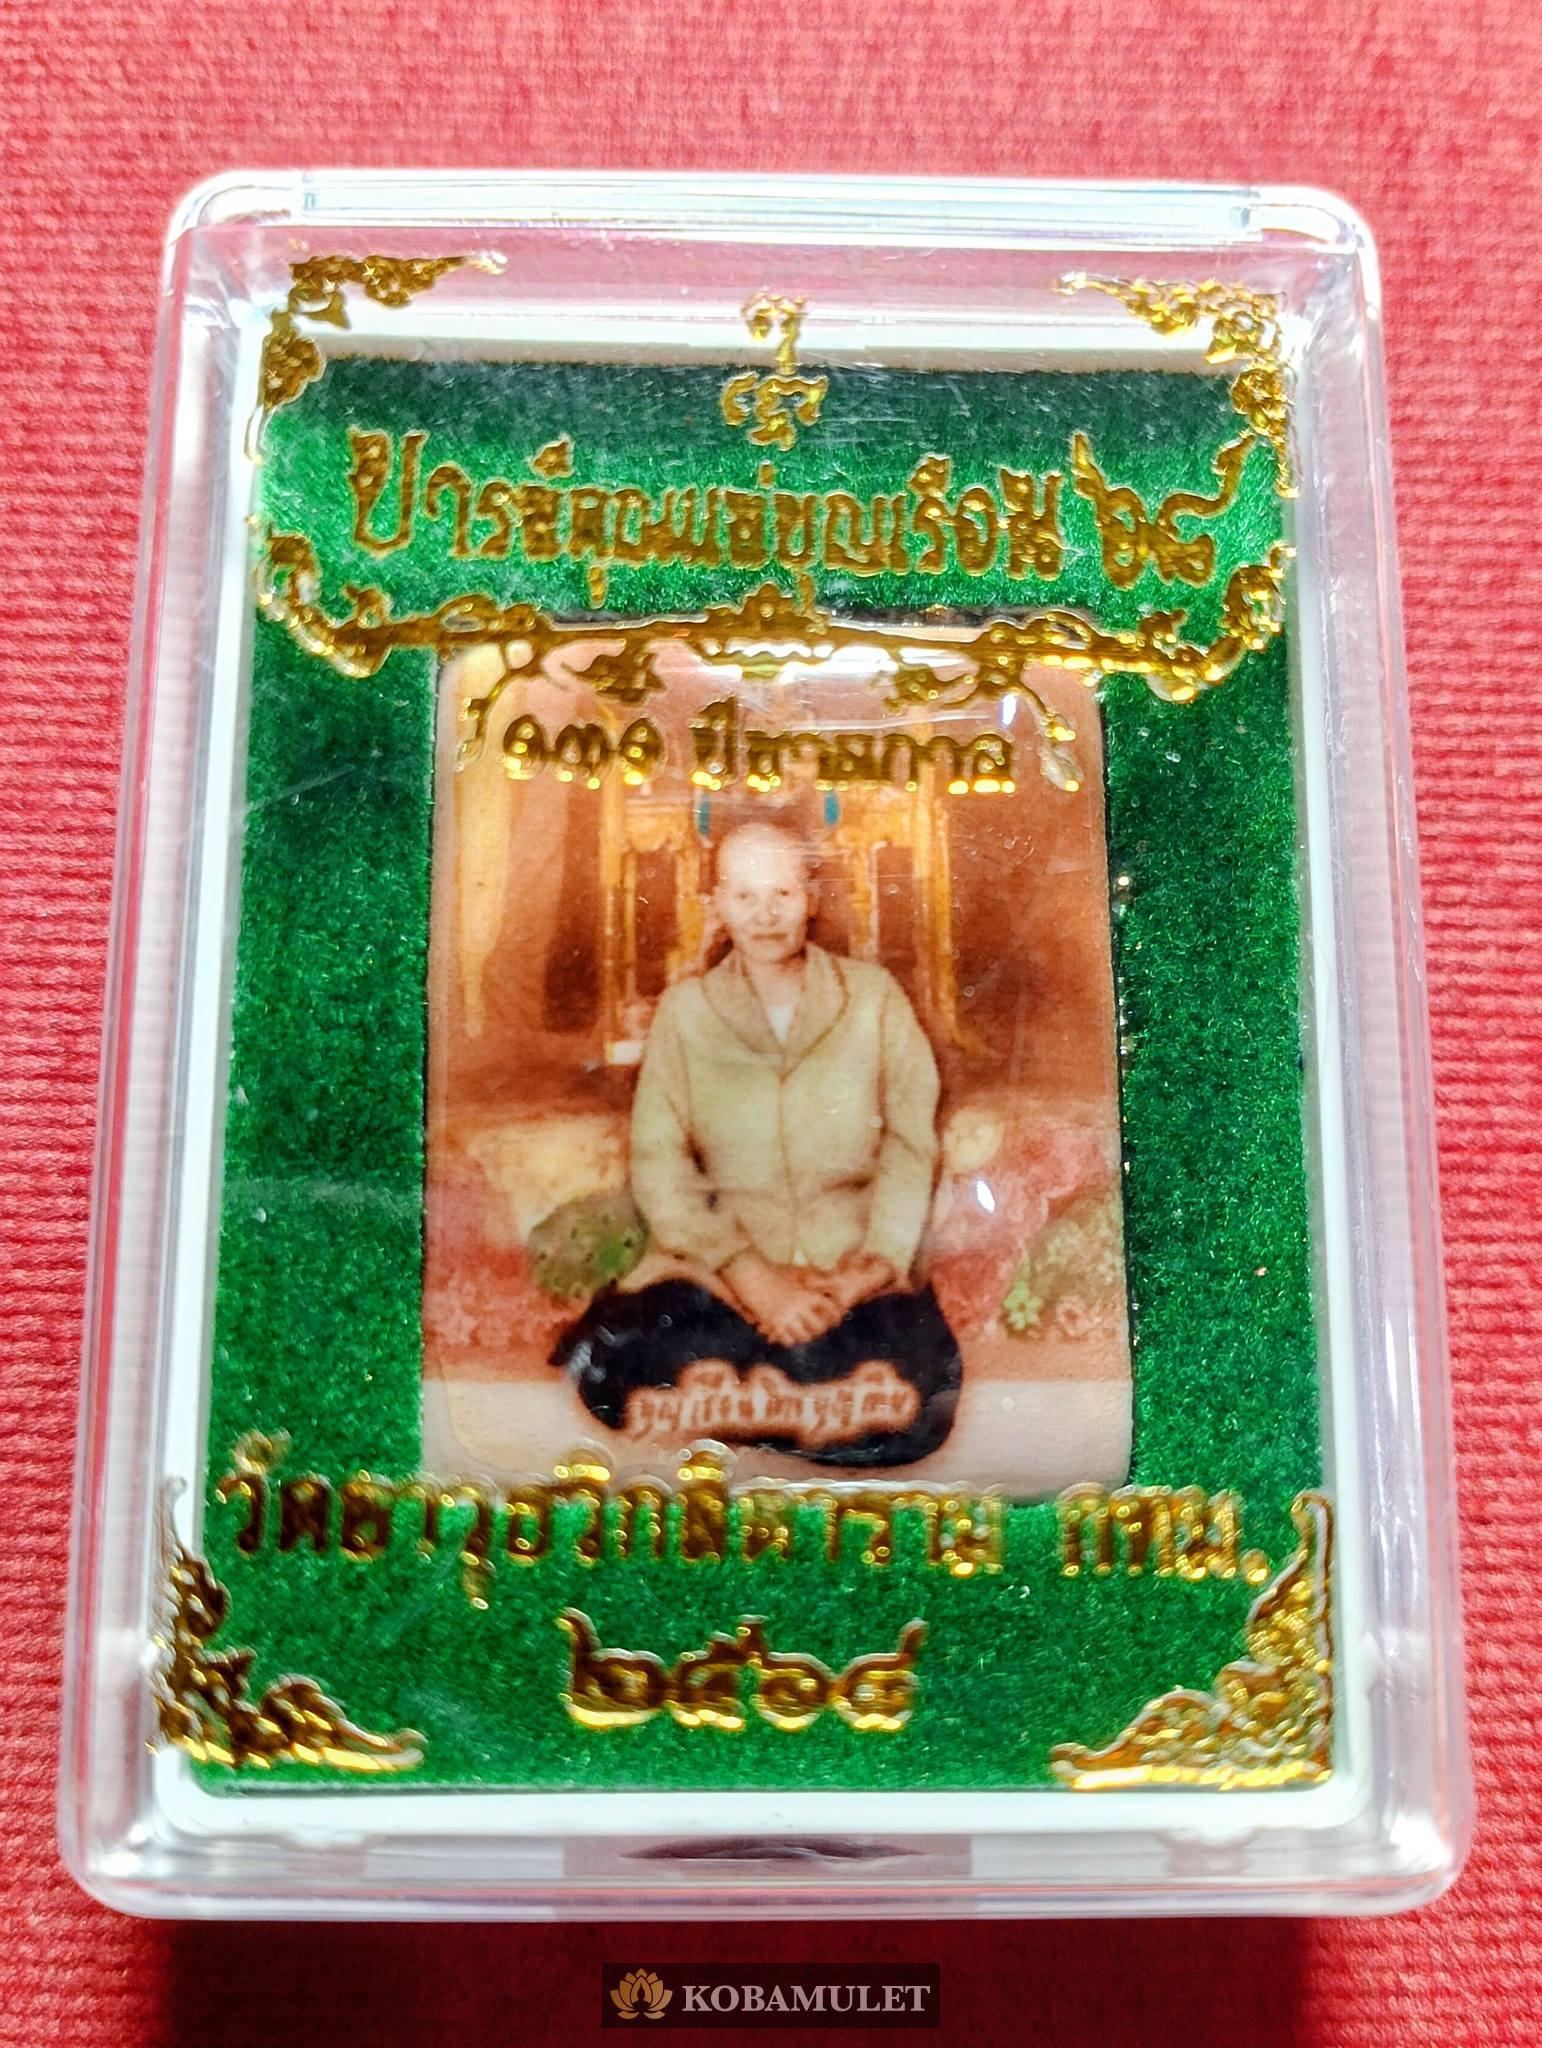 บารมีคุณแม่บุญเรือน ๒๘
๑๓๑ ปีชาตกาล
วัดอาวุธวิกสิตาราม กทม.
๒๕๖๘
KOBAMULET